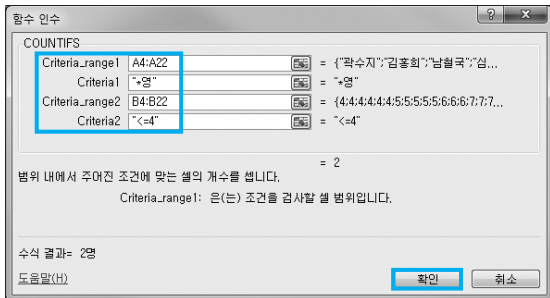 함수 인수
COUNTIFS
Criteria_range1 A4:A22 = {"곽수지";"김홍희";"남철국";"심...
Criteria1 "*영" = "*영"
Criteria_range2 B4:B22 = {4;4;4;4;4;4;5;5;5;5;5;6;6;6;7;7;7...
Criteria2 "<=4" = "<=4"
= 2
범위 내에서 주어진 조건에 맞는 셀의 개수를 셉니다.
Criteria_range1: 은(는) 조건을 검사할 셀 범위입니다.
수식 결과= 2명
도움말(H) 확인 취소